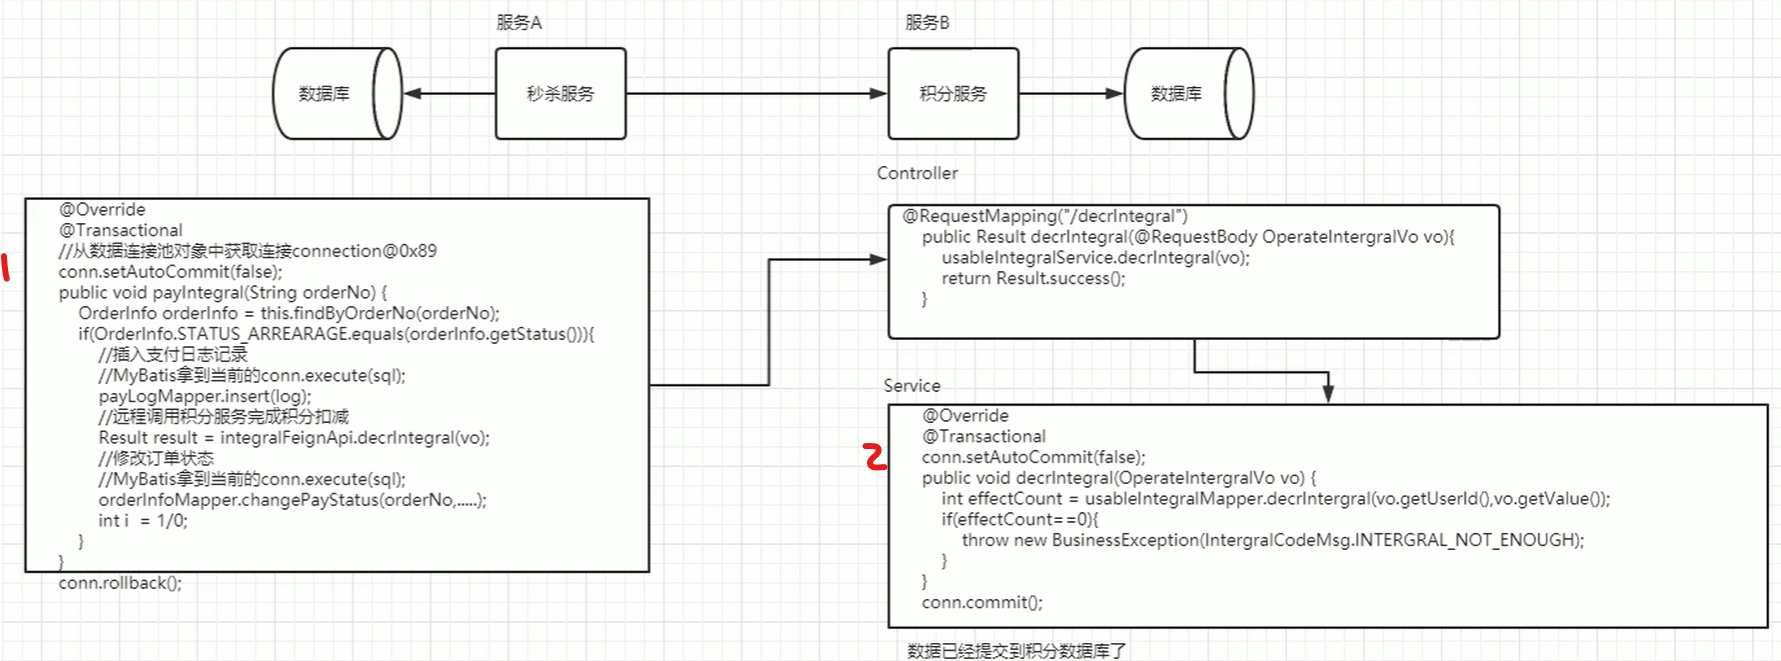 服务A
服务B
数据库
秒杀服务
积分服务
数据库
1
@Override
@Transactional
//从数据连接池对象中获取连接connection@0x89
conn.setAutoCommit(false);
public void payIntegral(String orderNo) {
OrderInfo orderInfo = this.findByOrderNo(orderNo);
if(OrderInfo.STATUS_ARREARAGE.equals(orderInfo.getStatus())){
//插入支付日志记录
//MyBatis拿到当前的conn.execute(sql);
payLogMapper.insert(log);
//远程调用积分服务完成积分扣减
Result result = integralFeignApi.decrIntegral(vo);
//修改订单状态
//MyBatis拿到当前的conn.execute(sql);
orderInfoMapper.changePayStatus(orderNo,.....);
int i  = 1/0;
}
}
conn.rollback();
Controller
@RequestMapping("/decrIntegral")
public Result decrIntegral(@RequestBody OperateIntergralVo vo){
usableIntegralService.decrIntegral(vo);
return Result.success();
}
Service
2
@Override
@Transactional
conn.setAutoCommit(false);
public void decrIntegral(OperateIntergralVo vo) {
int effectCount = usableIntegralMapper.decrIntergral(vo.getUserId(),vo.getValue());
if(effectCount==0){
throw new BusinessException(IntergralCodeMsg.INTERGRAL_NOT_ENOUGH);
}
}
conn.commit();
数据已经提交到积分数据库了